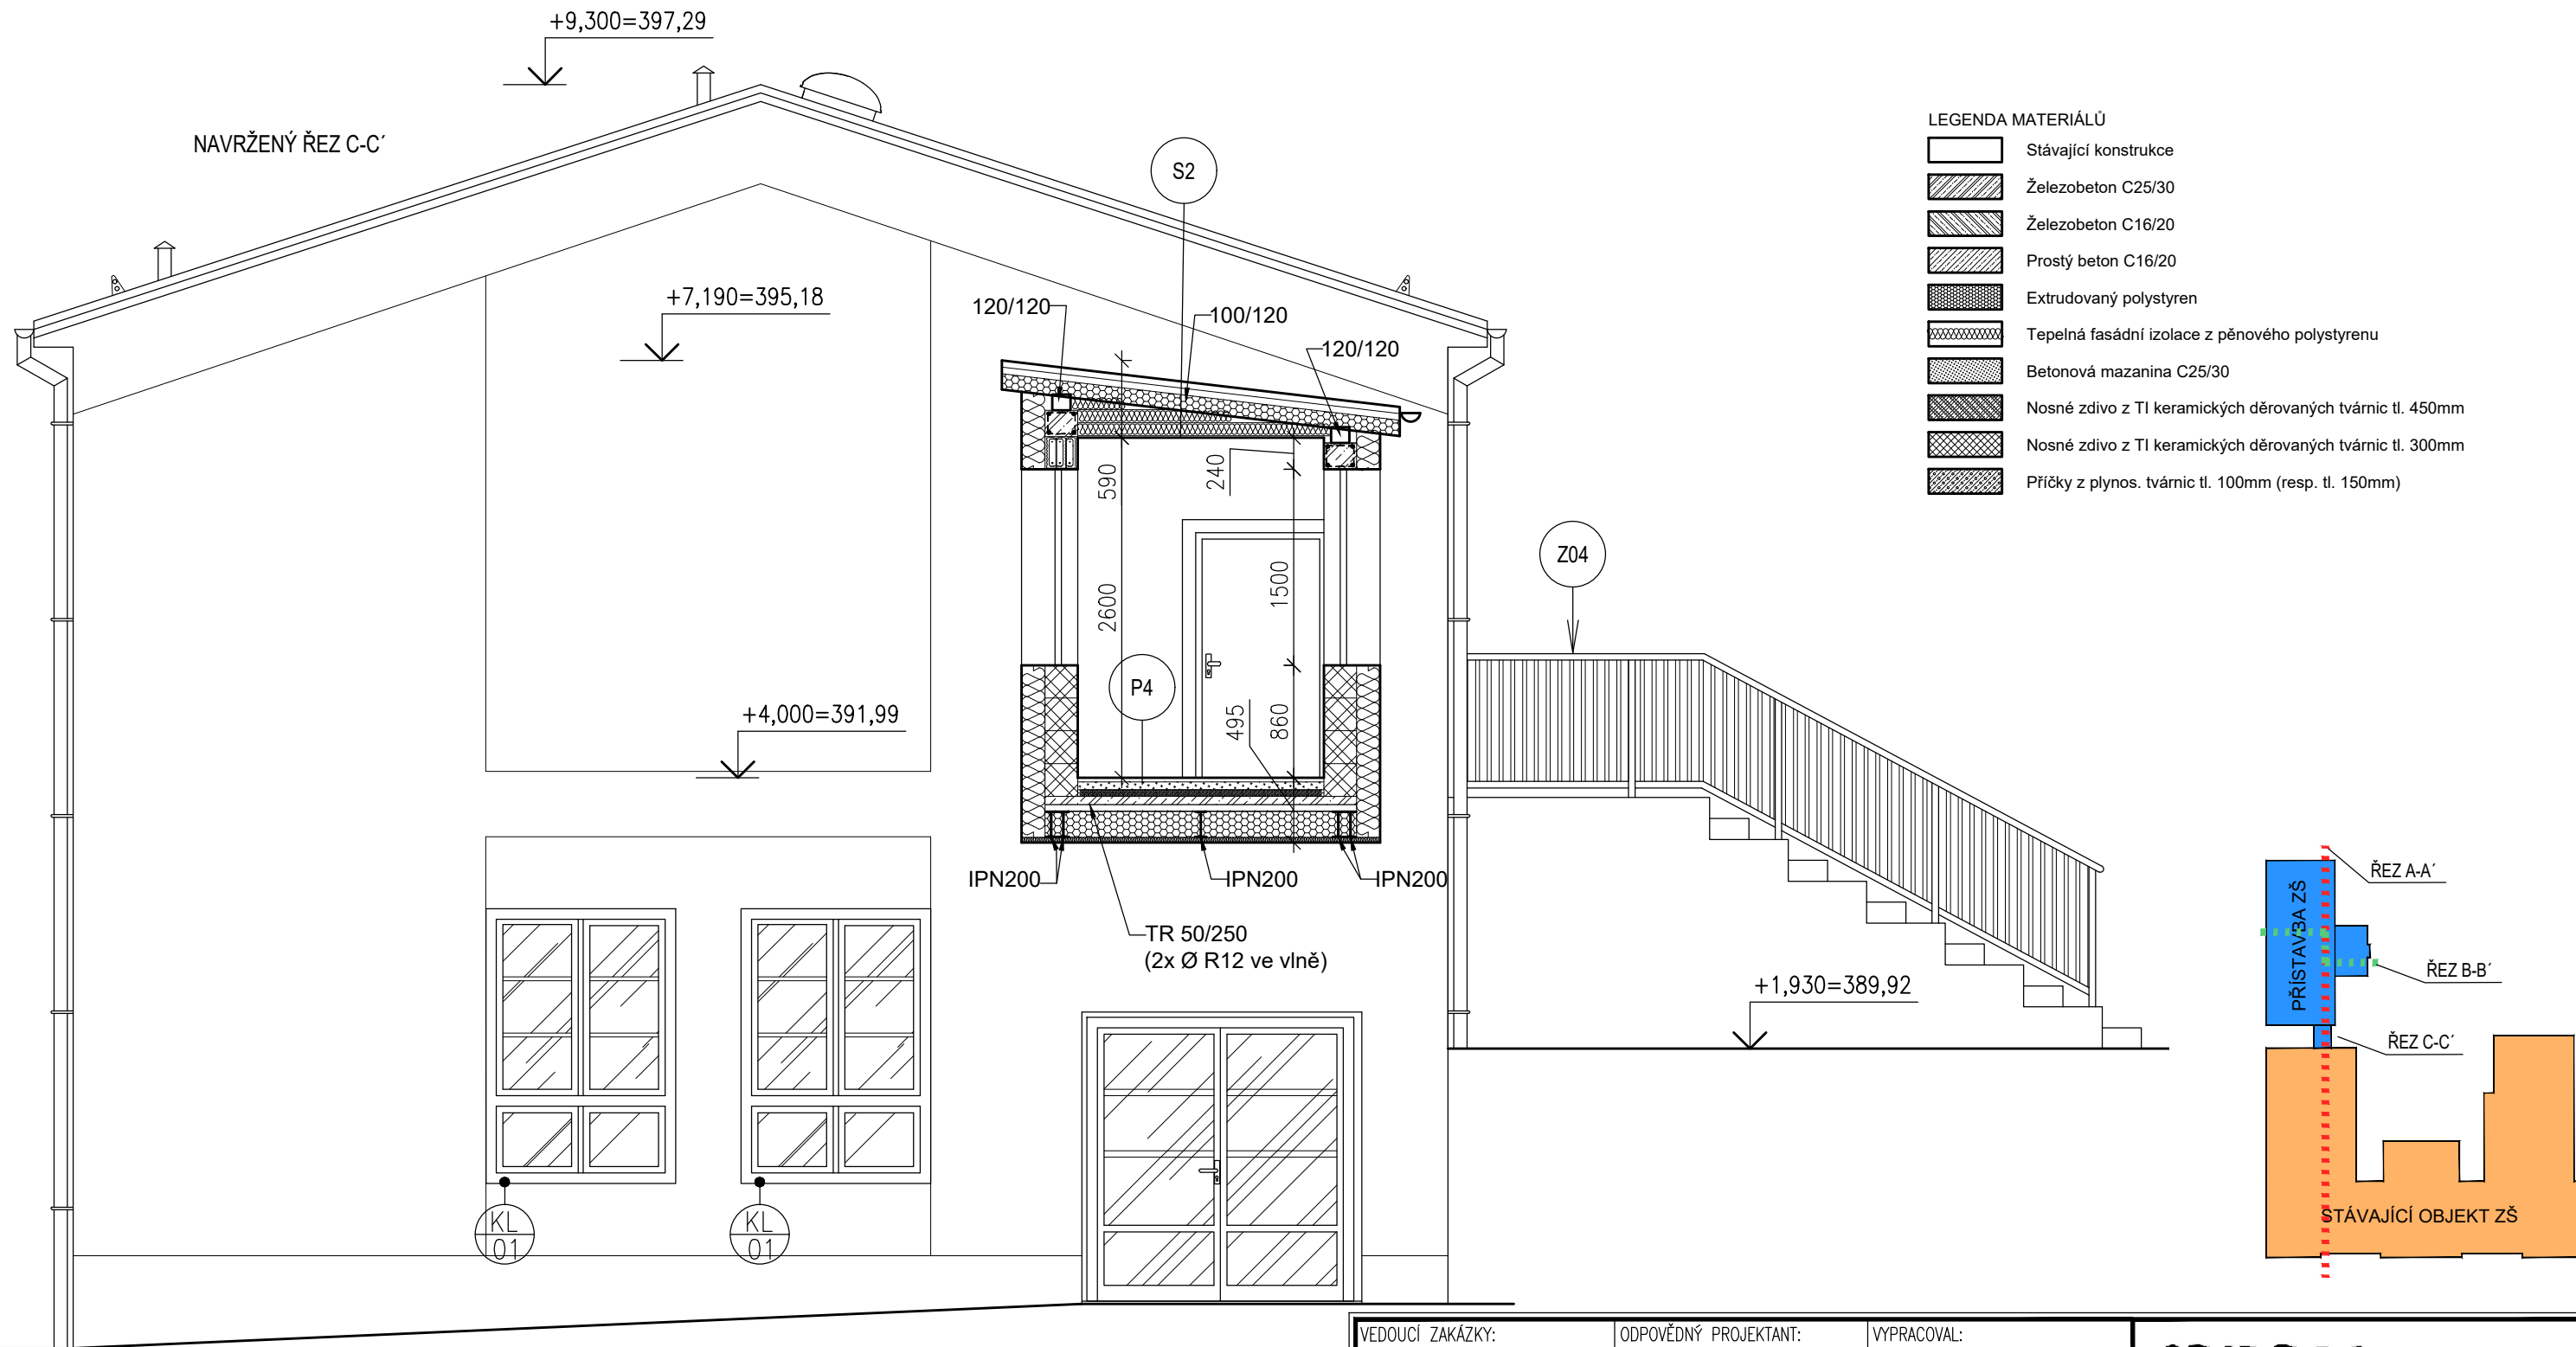 +9,300=397,29
NAVRŽENÝ ŘEZ C-C´
S2
LEGENDA MATERIÁLŮ
Stávající konstrukce
Železobeton C25/30
Železobeton C16/20
Prostý beton C16/20
Extrudovaný polystyren
Tepelná fasádní izolace z pěnového polystyrenu
Betonová mazanina C25/30
Nosné zdivo z TI keramických děrovaných tvárnic tl. 450mm
Nosné zdivo z TI keramických děrovaných tvárnic tl. 300mm
Příčky z plynos. tvárnic tl. 100mm (resp. tl. 150mm)
+7,190=395,18
120/120
100/120
120/120
590
240
2600
1500
Z04
P4
495
860
+4,000=391,99
IPN200
IPN200
IPN200
TR 50/250
(2x Ø R12 ve vlně)
+1,930=389,92
ŘEZ A-A´
PŘÍSTAVBA ZŠ
ŘEZ B-B´
ŘEZ C-C´
STÁVAJÍCÍ OBJEKT ZŠ
KL
01
KL
01
VEDOUCÍ ZAKÁZKY:
ODPOVĚDNÝ PROJEKTANT:
VYPRACOVAL: